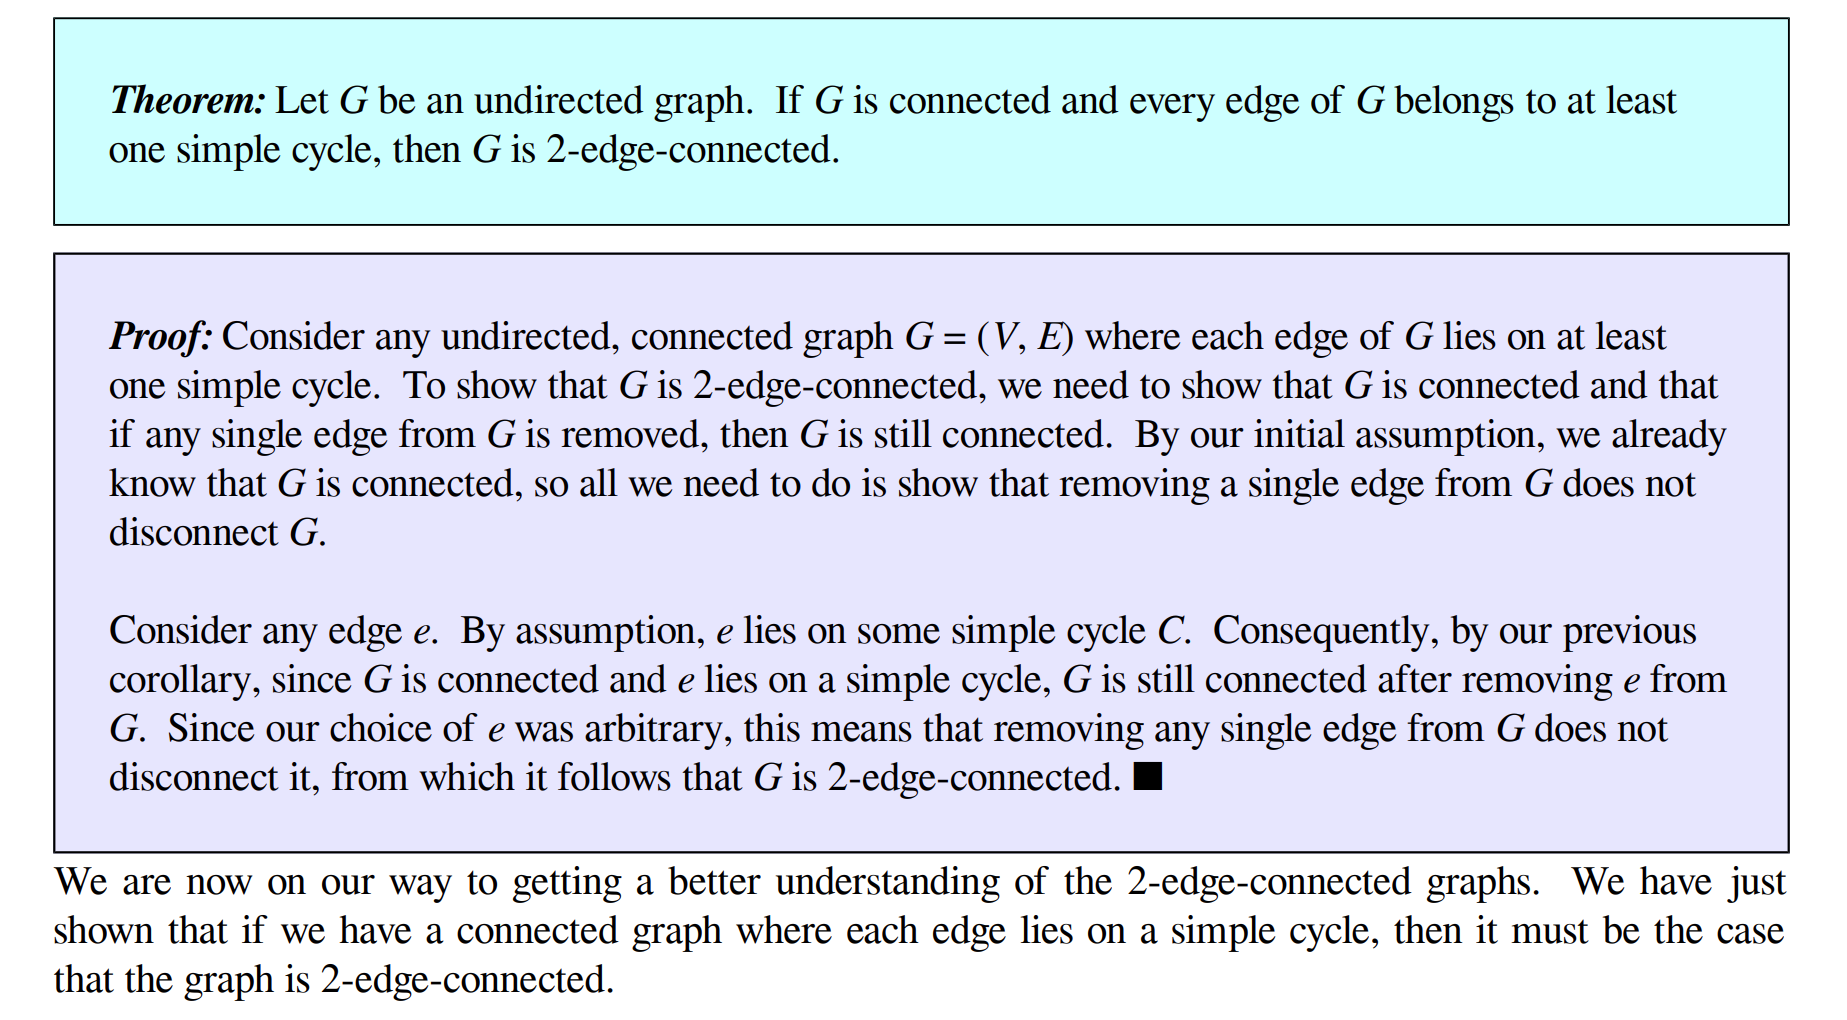 Theorem: Let G be an undirected graph. If G is connected and every edge of G belongs to at least
one simple cycle, then G is 2-edge-connected.
Proof: Consider any undirected, connected graph G = (V, E) where each edge of G lies on at least
one simple cycle. To show that G is 2-edge-connected, we need to show that G is connected and that
if any single edge from G is removed, then G is still connected. By our initial assumption, we already
know that G is connected, so all we need to do is show that removing a single edge from G does not
disconnect G.
Consider any edge e. By assumption, e lies on some simple cycle C. Consequently, by our previous
corollary, since G is connected and e lies on a simple cycle, G is still connected after removing e from
G. Since our choice of e was arbitrary, this means that removing any single edge from G does not
disconnect it, from which it follows that G is 2-edge-connected. ■
We are now on our way to getting a better understanding of the 2-edge-connected graphs. We have just
shown that if we have a connected graph where each edge lies on a simple cycle, then it must be the case
that the graph is 2-edge-connected.